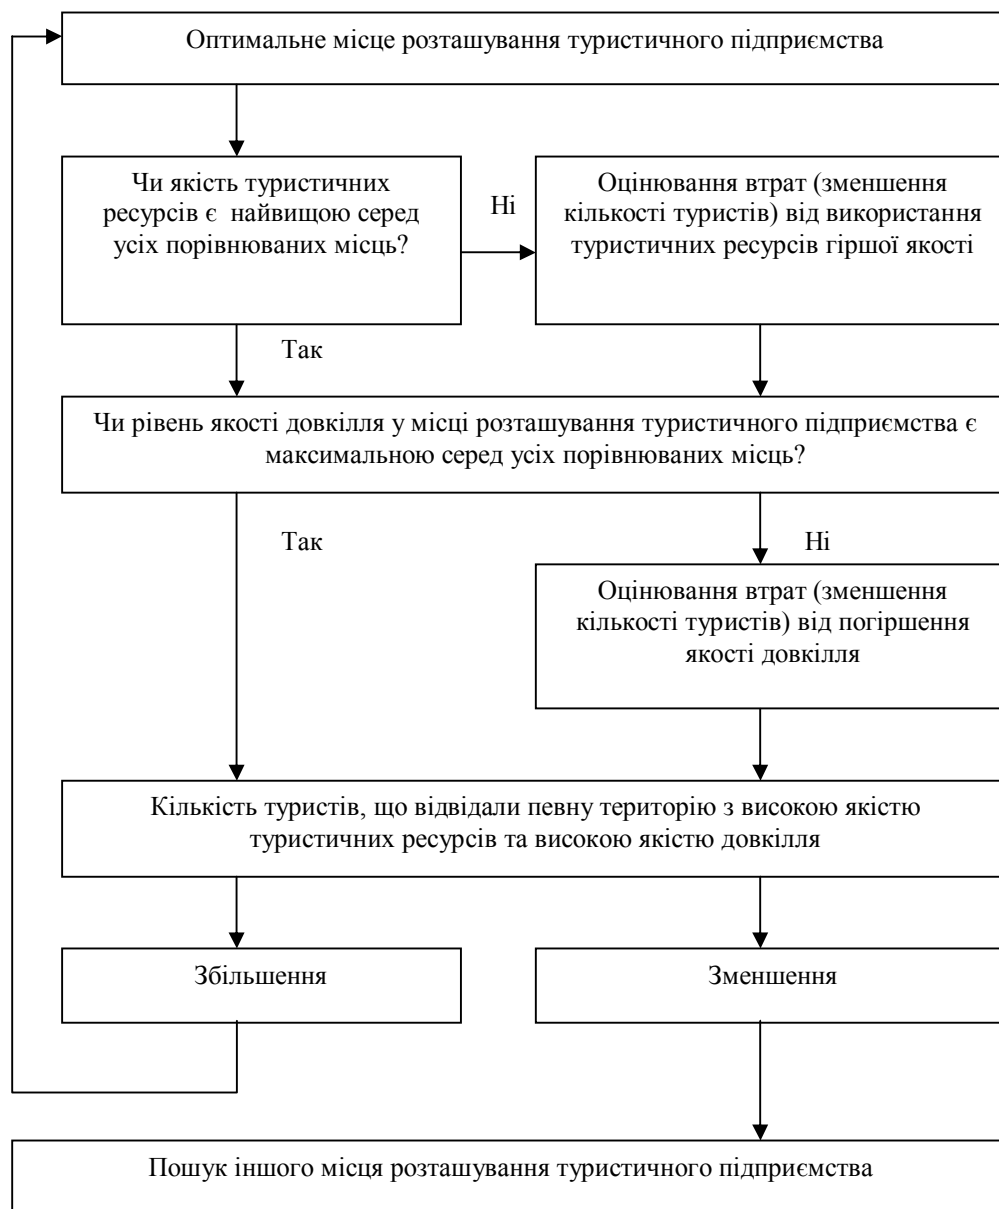 Оптимальне місце розташування туристичного підприємства
Чи якість туристичних
ресурсів є найвищою серед
усіх порівнюваних місць?
Ні
Оцінювання втрат (зменшення
кількості туристів) від використання
туристичних ресурсів гіршої якості
Так
Чи рівень якості довкілля у місці розташування туристичного підприємства є
максимальною серед усіх порівнюваних місць?
Так
Ні
Оцінювання втрат (зменшення
кількості туристів) від погіршення
якості довкілля
Кількість туристів, що відвідали певну територію з високою якістю
туристичних ресурсів та високою якістю довкілля
Збільшення
Зменшення
Пошук іншого місця розташування туристичного підприємства